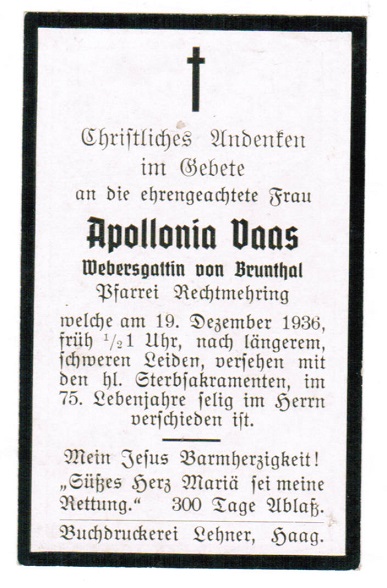 Christliches Andenken
im Gebete
an die ehrengeachtete Frau
Apollonia Vaas
Webersgattin von Brunthal
Pfarrei Rechtmehring
welche am 19. Dezember 1936,
früh ½1 Uhr, nach längerem,
schweren Leiden, versehen mit
den hl. Sterbsakramenten, im
75. Lebenjahre selig im Herrn
verschieden ist.
Mein Jesus Barmherzigkeit!
„Süßes Herz Mariä sei meine
Rettung.“ 300 Tage Ablaß.
Buchdruckerei Lehner, Haag.